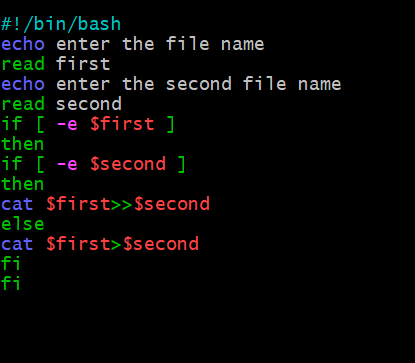 #!/bin/bash
echo enter the file name
read first
echo enter the second file name
read second
if [ -e $first ]
then
if [ -e $second ]
then
cat $first>>$second
else
cat $first>$second
fi
fi